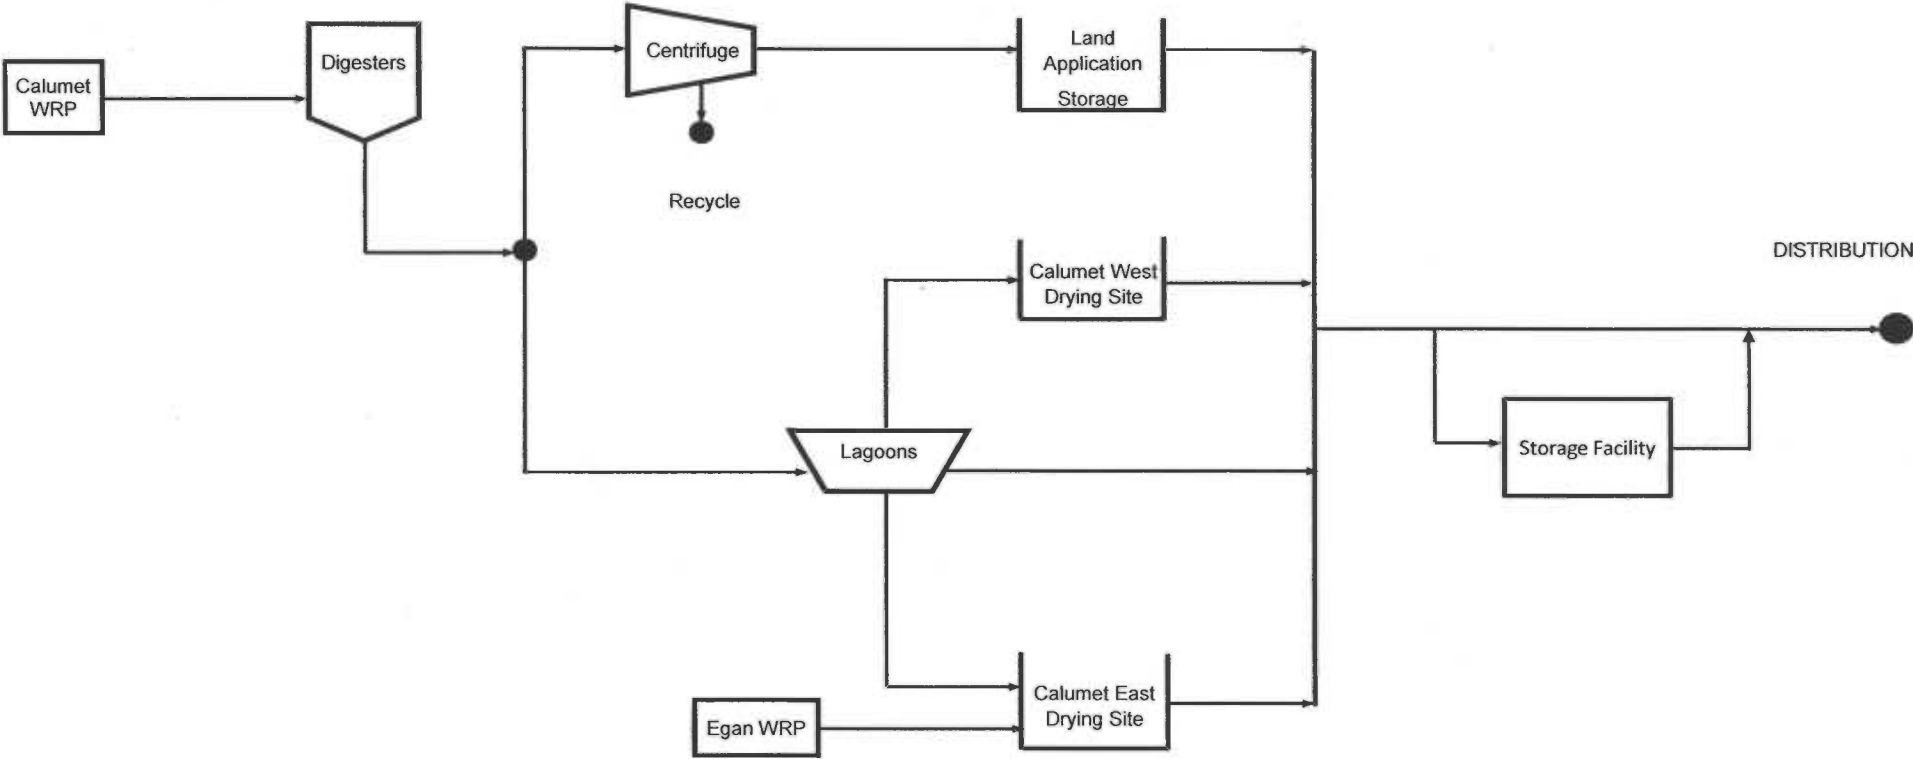 Calumet
WRP
Digesters
Centrifuge
Recycle
Land
Application
Storage
Calumet West
Drying Site
Lagoons
Egan WRP
Calumet East
Drying Site
DISTRIBUTION
Storage Facility